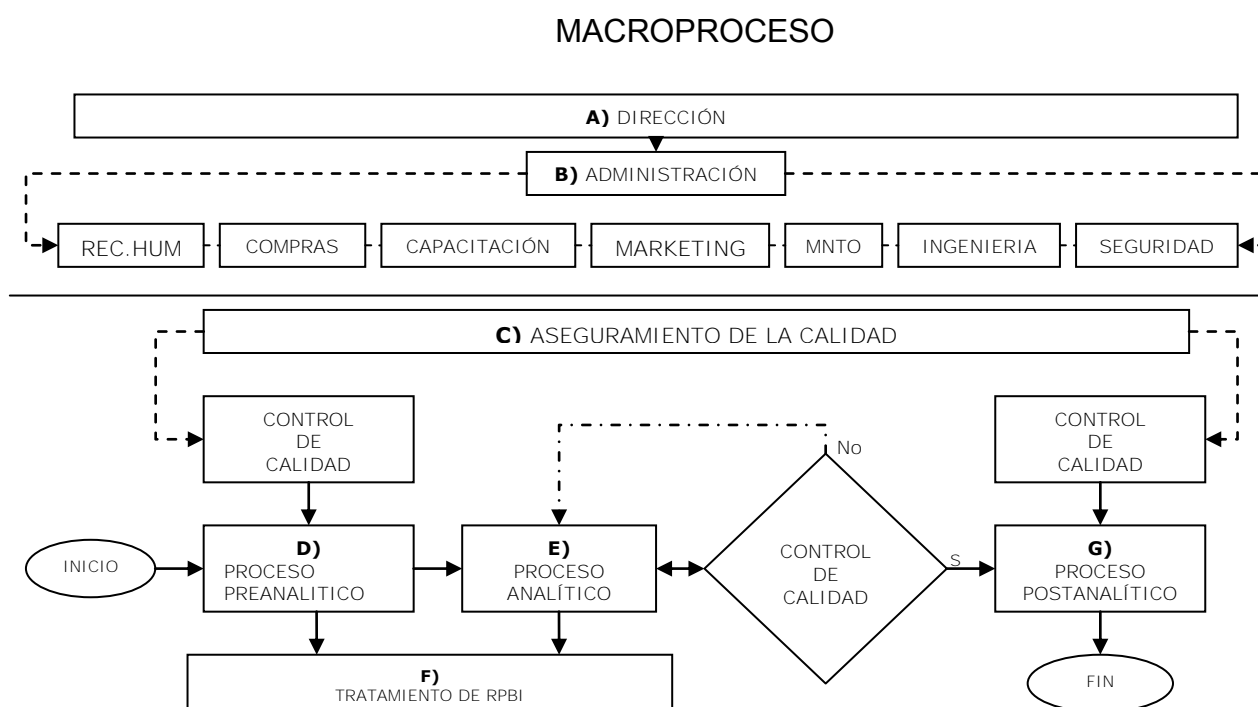 MACROPROCESO
A) DIRECCIÓN
B) ADMINISTRACIÓN
REC.HUM
COMPRAS
CAPACITACIÓN
MARKETING
MNTO
INGENIERIA
SEGURIDAD
C) ASEGURAMIENTO DE LA CALIDAD
CONTROL
DE
CALIDAD
No
CONTROL
DE
CALIDAD
INICIO
D)
PROCESO
PREANALITICO
E)
PROCESO
ANALÍTICO
CONTROL
DE
CALIDAD
S
G)
PROCESO
POSTANALÍTICO
F)
TRATAMIENTO DE RPBI
FIN